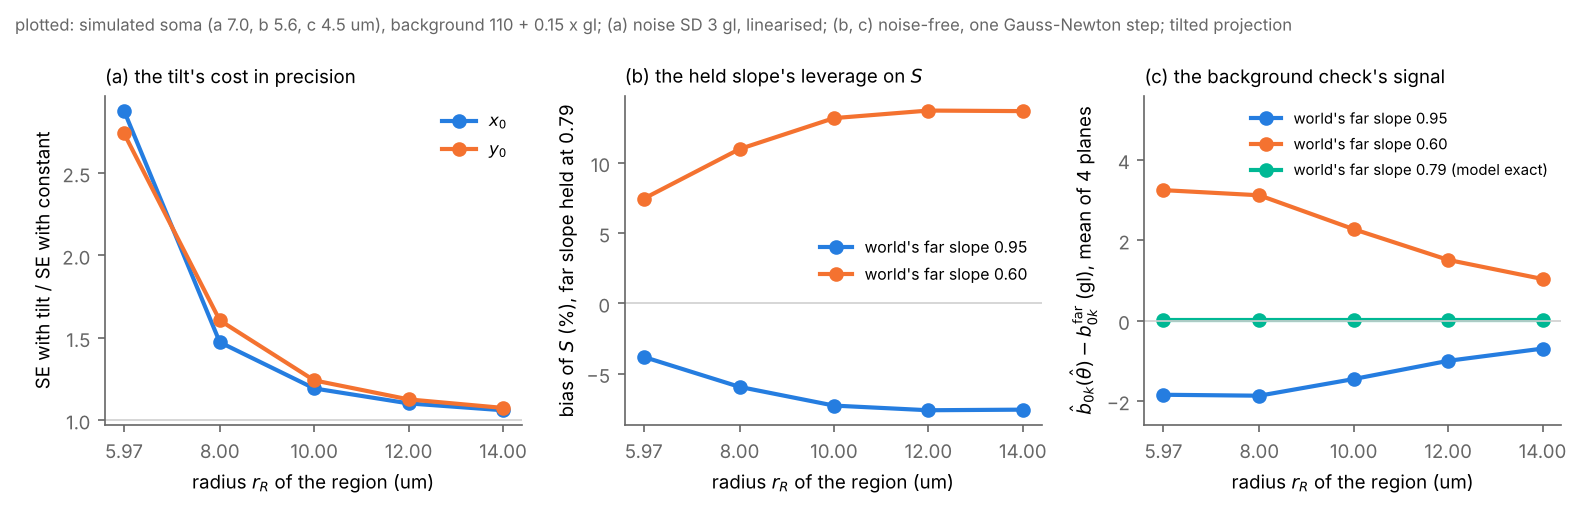 plotted: simulated soma (a 7.0, b 5.6, c 4.5 um), background 110 + 0.15 x gl; (a) noise SD 3 gl, linearised; (b, c) noise-free, one Gauss-Newton step; tilted projection
(a) the tilt's cost in precision
SE with tilt / SE with constant
2.5
2.0
1.5
1.0
x₀
y₀
5.97 8.00 10.00 12.00 14.00
radius r_R of the region (um)
(b) the held slope's leverage on S
bias of S (%), far slope held at 0.79
10
5
0
−5
world's far slope 0.95
world's far slope 0.60
5.97 8.00 10.00 12.00 14.00
radius r_R of the region (um)
(c) the background check's signal
b̂₀ₖ(θ̂) − b₀ₖ^far (gl), mean of 4 planes
4
2
0
−2
world's far slope 0.95
world's far slope 0.60
world's far slope 0.79 (model exact)
5.97 8.00 10.00 12.00 14.00
radius r_R of the region (um)